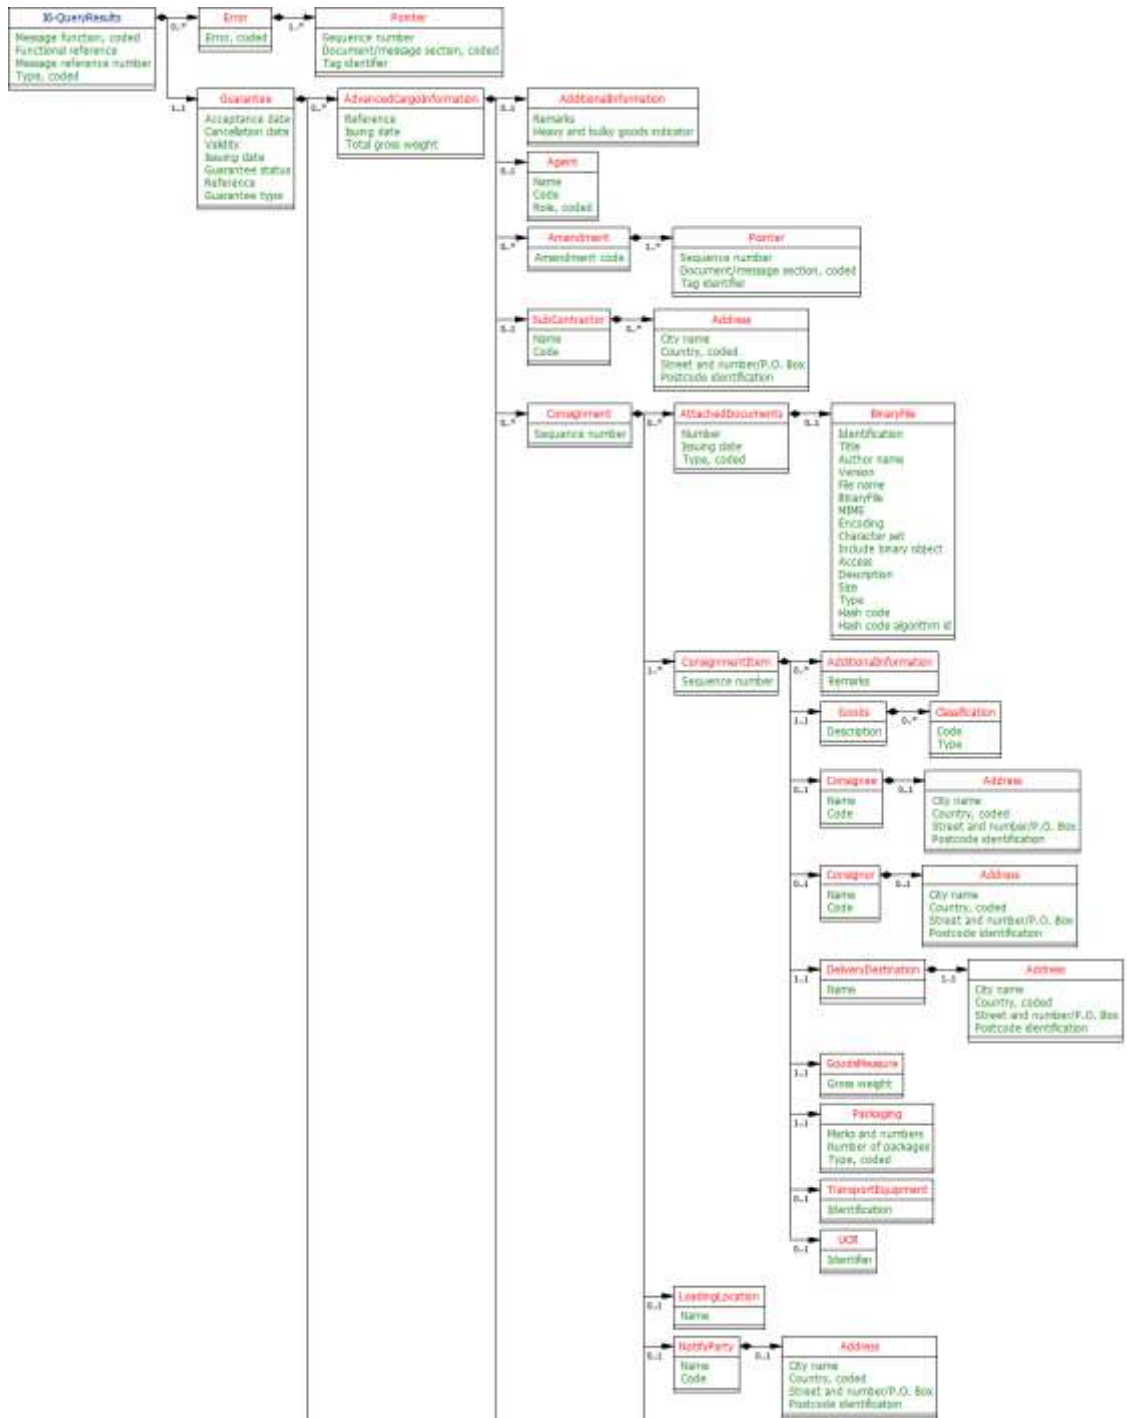 I6-QueryResults
Message function, coded
Functional reference
Message reference number
Type, coded
0..*
Error
Error, coded
1..*
Pointer
Sequence number
Document/message section, coded
Tag identifier
1..1
Guarantee
Acceptance date
Cancellation date
Validity
Issuing date
Guarantee status
Reference
Guarantee type
0..*
AdvancedCargoInformation
Reference
Issuing date
Total gross weight
0..1
AdditionalInformation
Remarks
Heavy and bulky goods indicator
0..1
Agent
Name
Code
Role, coded
0..*
Amendment
Amendment code
1..*
Pointer
Sequence number
Document/message section, coded
Tag identifier
0..1
SubContractor
Name
Code
0..*
Address
City name
Country, coded
Street and number/P.O. Box
Postcode identification
0..*
Consignment
Sequence number
0..*
AttachedDocuments
Number
Issuing date
Type, coded
0..1
BinaryFile
Identification
Title
Author name
Version
File name
BinaryFile
MIME
Encoding
Character set
Include binary object
Access
Description
Size
Type
Hash code
Hash code algorithm id
1..*
ConsignmentItem
Sequence number
0..*
AdditionalInformation
Remarks
1..1
Goods
Description
0..*
Classification
Code
Type
0..1
Consignee
Name
Code
0..1
Address
City name
Country, coded
Street and number/P.O. Box
Postcode identification
0..1
Consignor
Name
Code
0..1
Address
City name
Country, coded
Street and number/P.O. Box
Postcode identification
1..1
DeliveryDestination
Name
1..1
Address
City name
Country, coded
Street and number/P.O. Box
Postcode identification
1..1
GoodsMeasure
Gross weight
1..1
Packaging
Marks and numbers
Number of packages
Type, coded
0..1
TransportEquipment
Identification
0..1
UCR
Identifier
0..1
LoadingLocation
Name
0..1
NotifyParty
Name
Code
0..1
Address
City name
Country, coded
Street and number/P.O. Box
Postcode identification